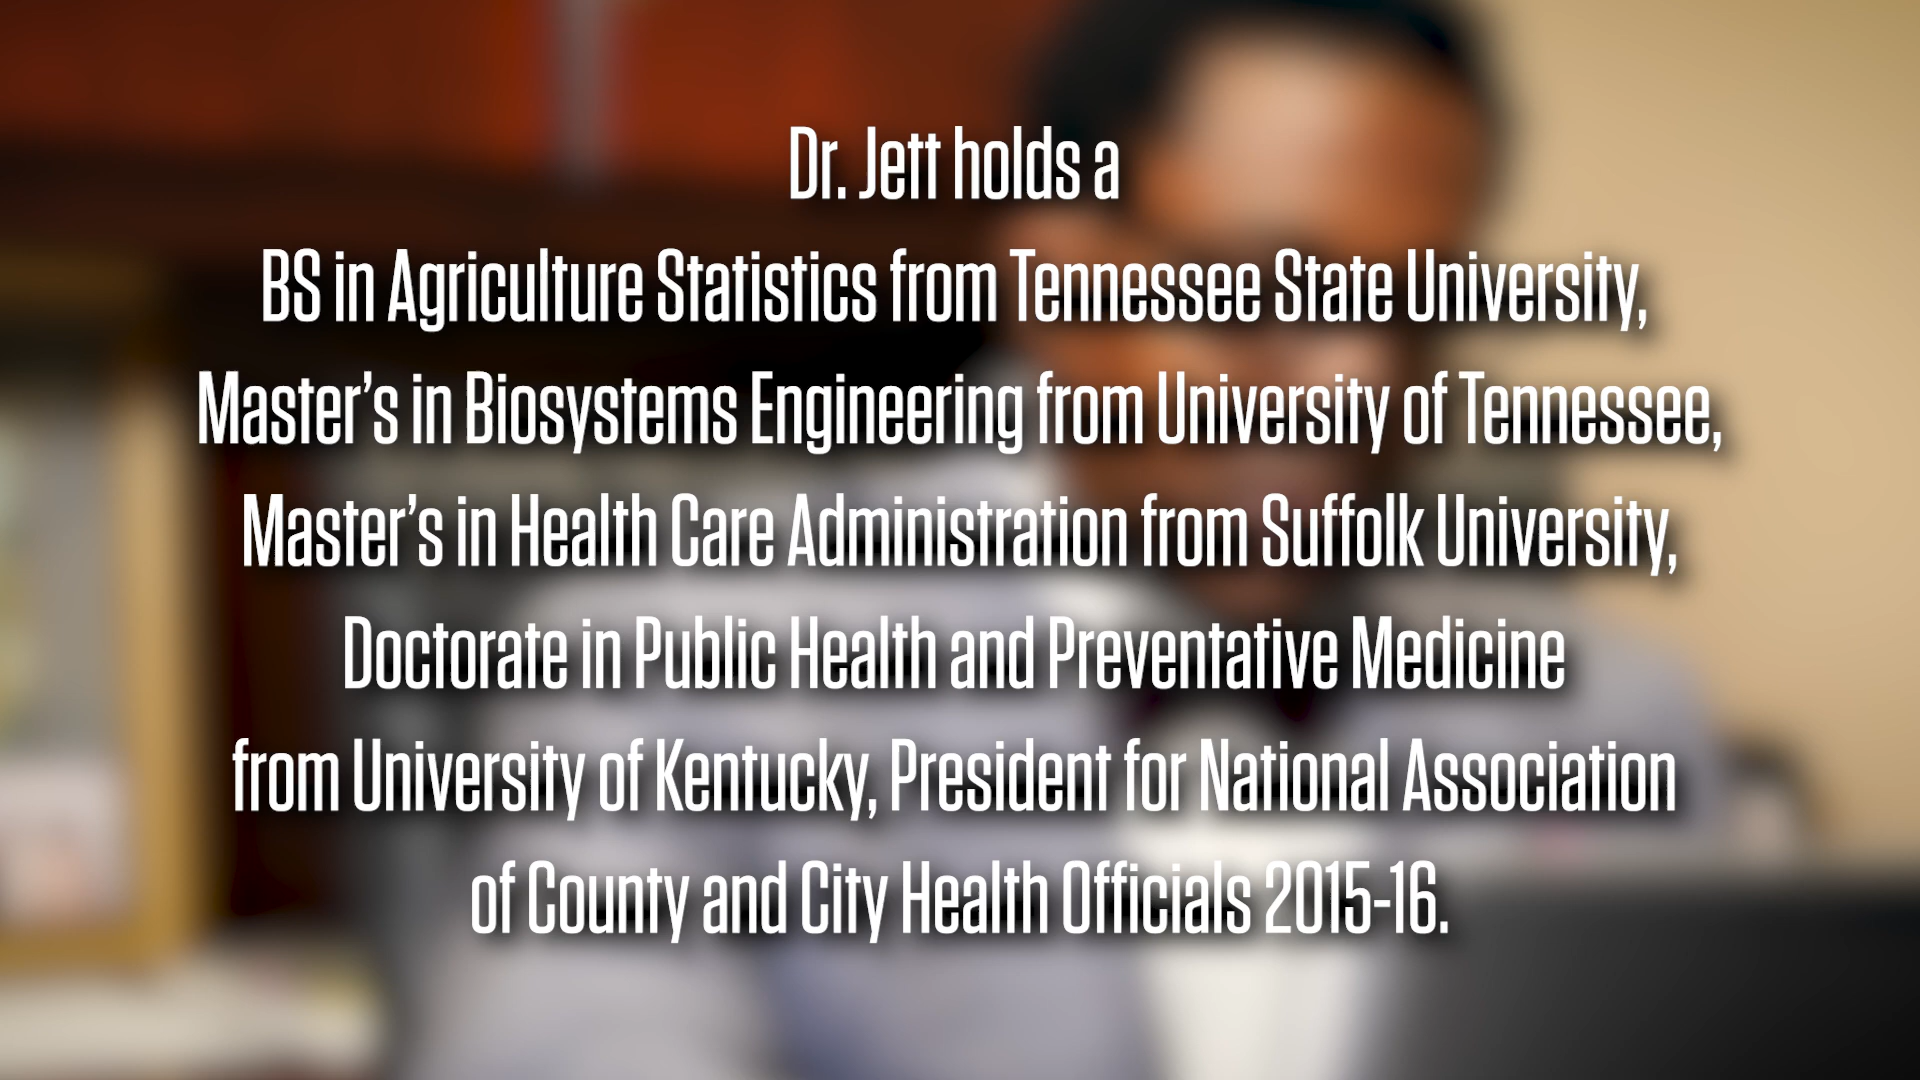 Dr. Jett holds a
BS in Agriculture Statistics from Tennessee State University,
Master’s in Biosystems Engineering from University of Tennessee,
Master’s in Health Care Administration from Suffolk University,
Doctorate in Public Health and Preventative Medicine
from University of Kentucky, President for National Association
of County and City Health Officials 2015-16.